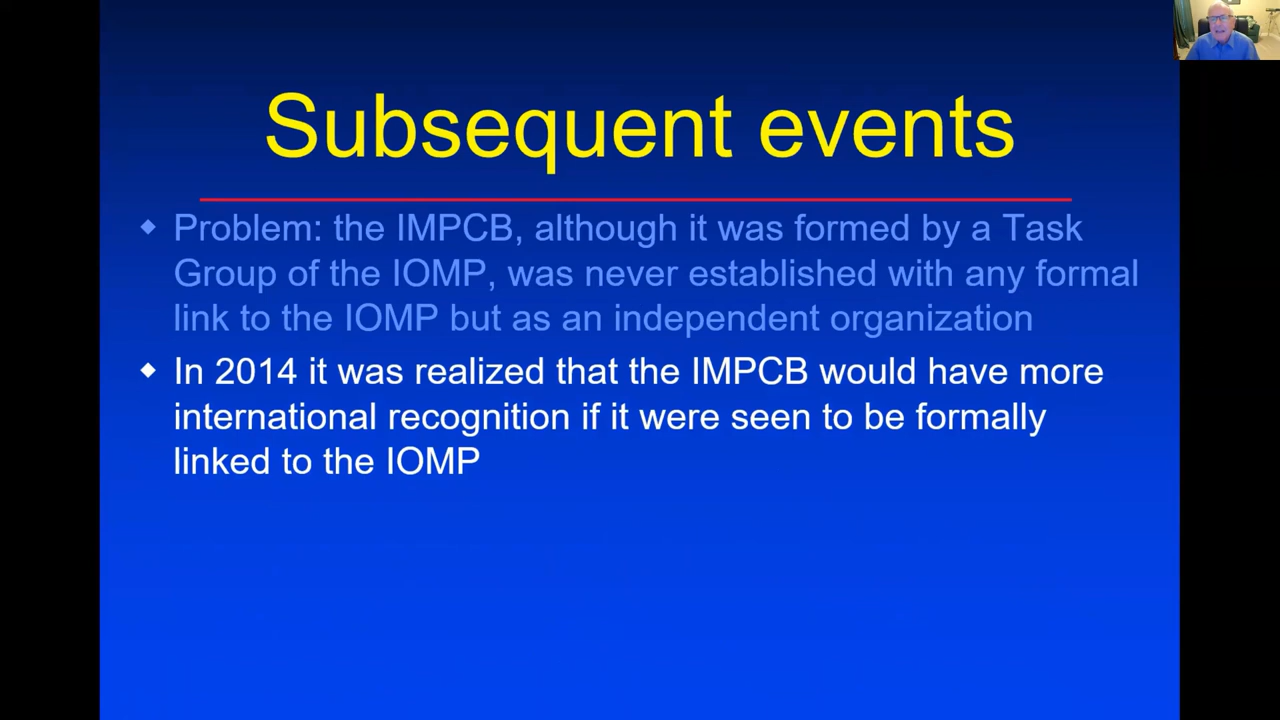 Subsequent events
Problem: the IMPCB, although it was formed by a Task
Group of the IOMP, was never established with any formal
link to the IOMP but as an independent organization
In 2014 it was realized that the IMPCB would have more
international recognition if it were seen to be formally
linked to the IOMP